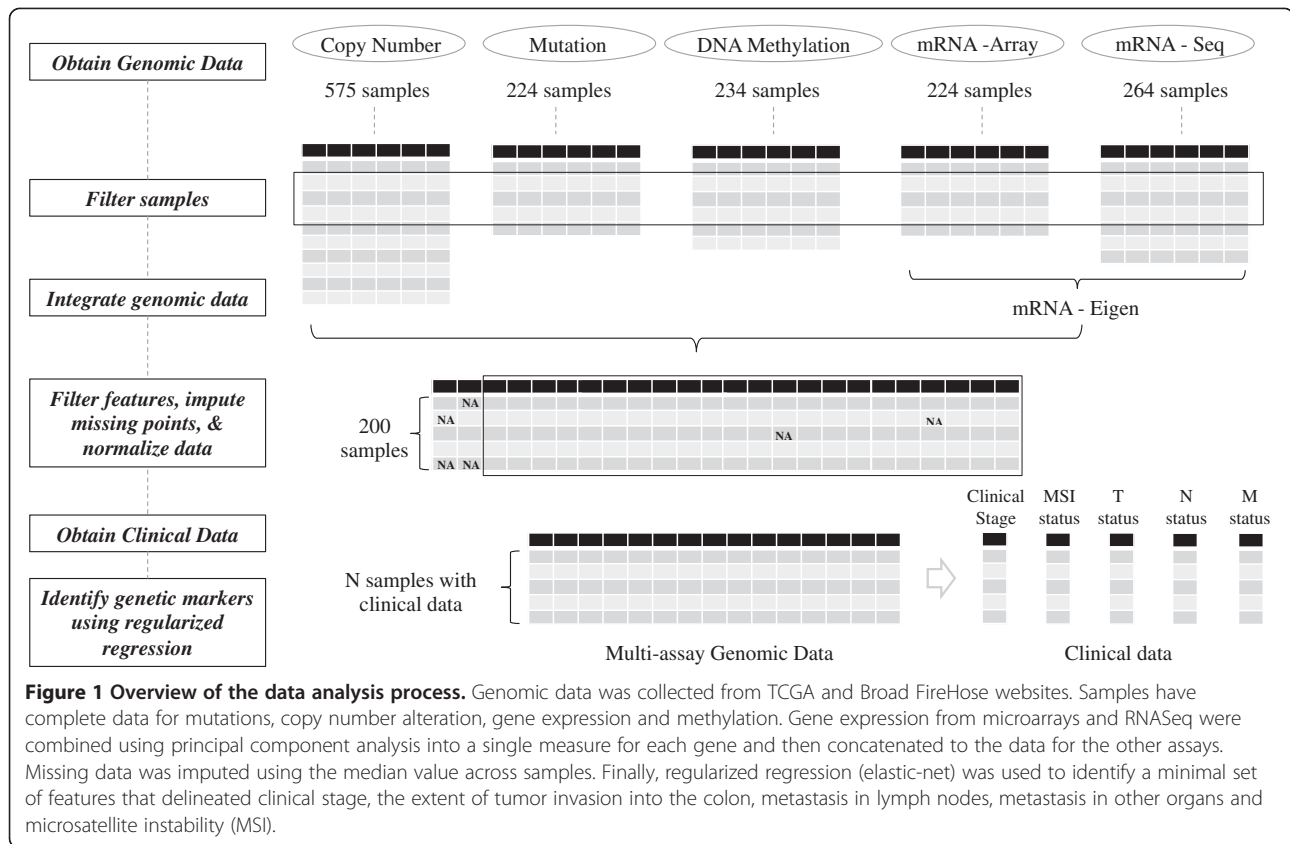 Obtain Genomic Data
Copy Number
Mutation
DNA Methylation
mRNA -Array
mRNA - Seq
575 samples
224 samples
234 samples
224 samples
264 samples
Filter samples
Integrate genomic data
mRNA - Eigen
Filter features, impute
missing points, &
normalize data
200
samples
NA
NA
NA
NA
NA NA
Obtain Clinical Data
Clinical
Stage
MSI
status
T
status
N
status
M
status
Identify genetic markers
using regularized
regression
N samples with
clinical data
Multi-assay Genomic Data
Clinical data
Figure 1 Overview of the data analysis process. Genomic data was collected from TCGA and Broad FireHose websites. Samples have
complete data for mutations, copy number alteration, gene expression and methylation. Gene expression from microarrays and RNASeq were
combined using principal component analysis into a single measure for each gene and then concatenated to the data for the other assays.
Missing data was imputed using the median value across samples. Finally, regularized regression (elastic-net) was used to identify a minimal set
of features that delineated clinical stage, the extent of tumor invasion into the colon, metastasis in lymph nodes, metastasis in other organs and
microsatellite instability (MSI).